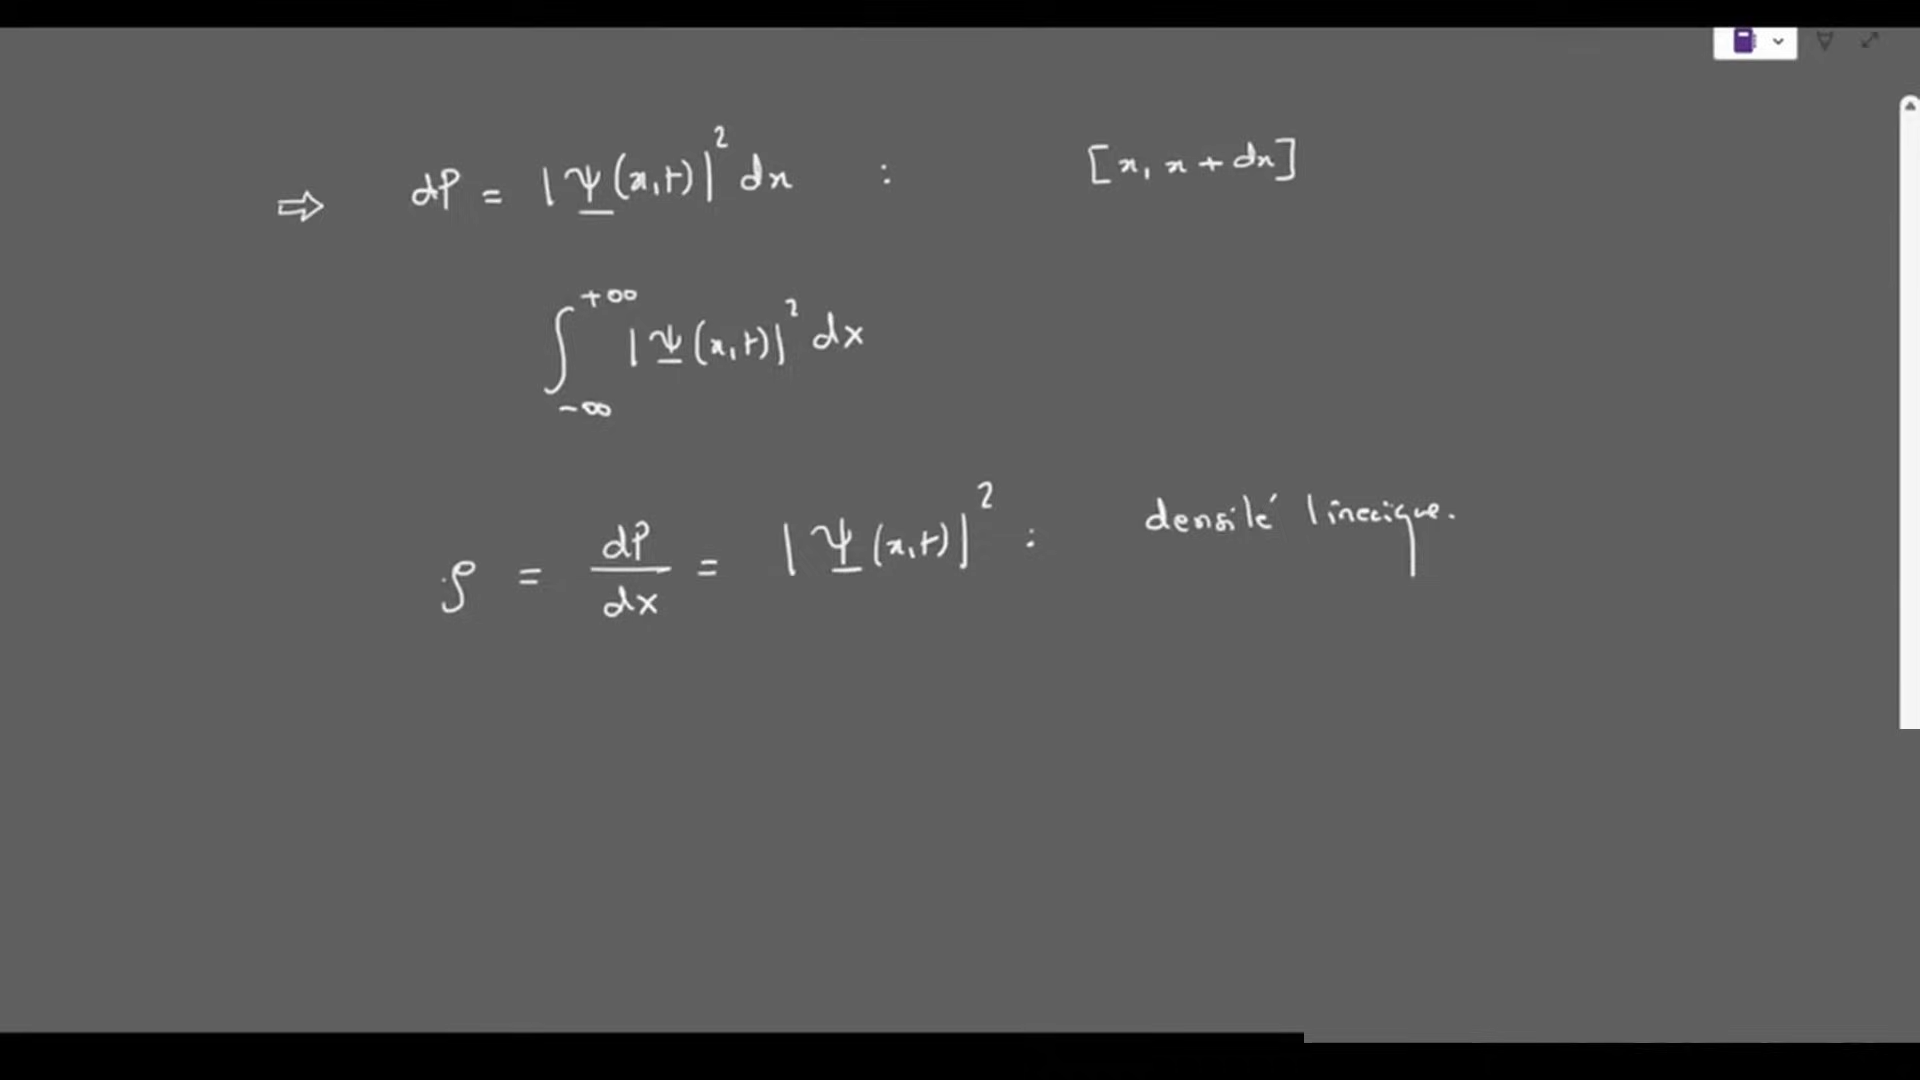 ⇒ dP = |Ψ(x,t)|² dx : [x, x + dx]
∫_{-∞}^{+∞} |Ψ(x,t)|² dx
ρ = dP/dx = |Ψ(x,t)|² : densité linéique.